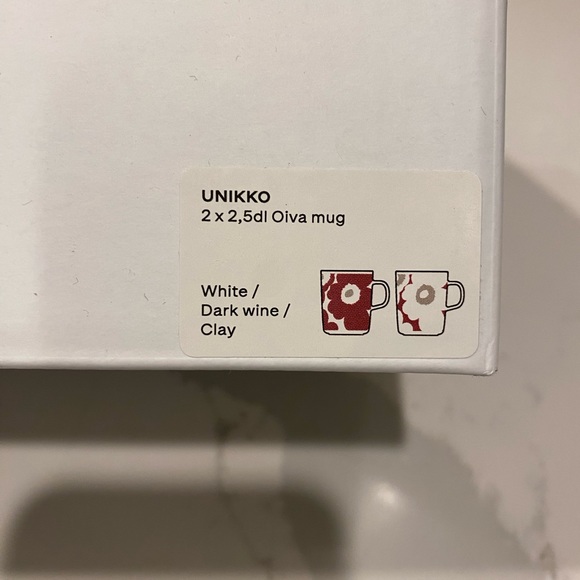 UNIKKO
2 x 2,5dl Oiva mug
White /
Dark wine /
Clay